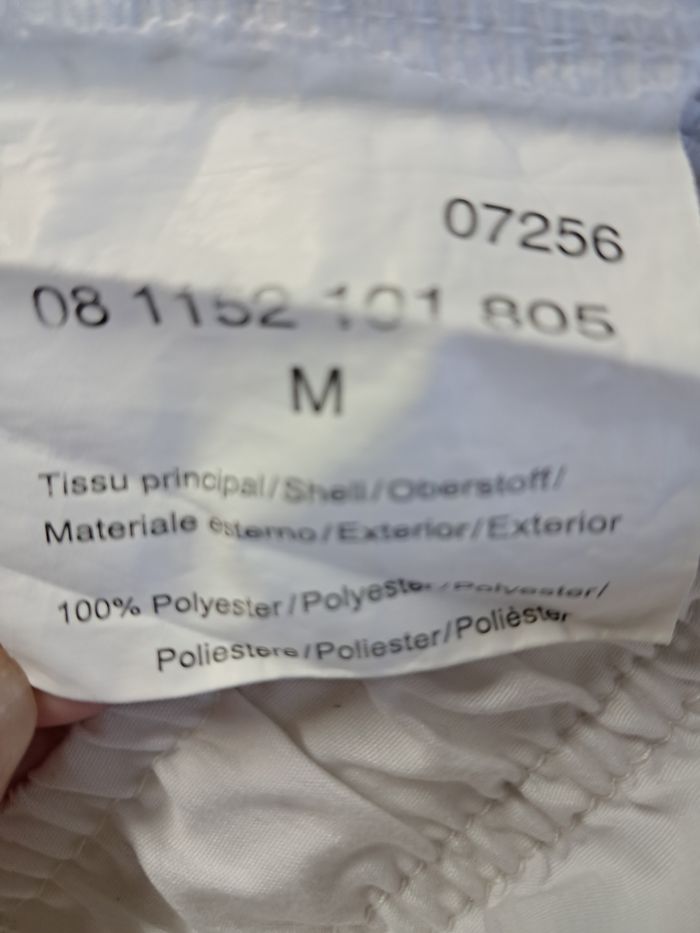 07256
08 1152 101 805
M
Tissu principal/Shell/Oberstoff/
Materiale esterno/Exterior/Exterior
100% Polyester/Polyester/Polyester/
Poliestere/Poliester/Polièster